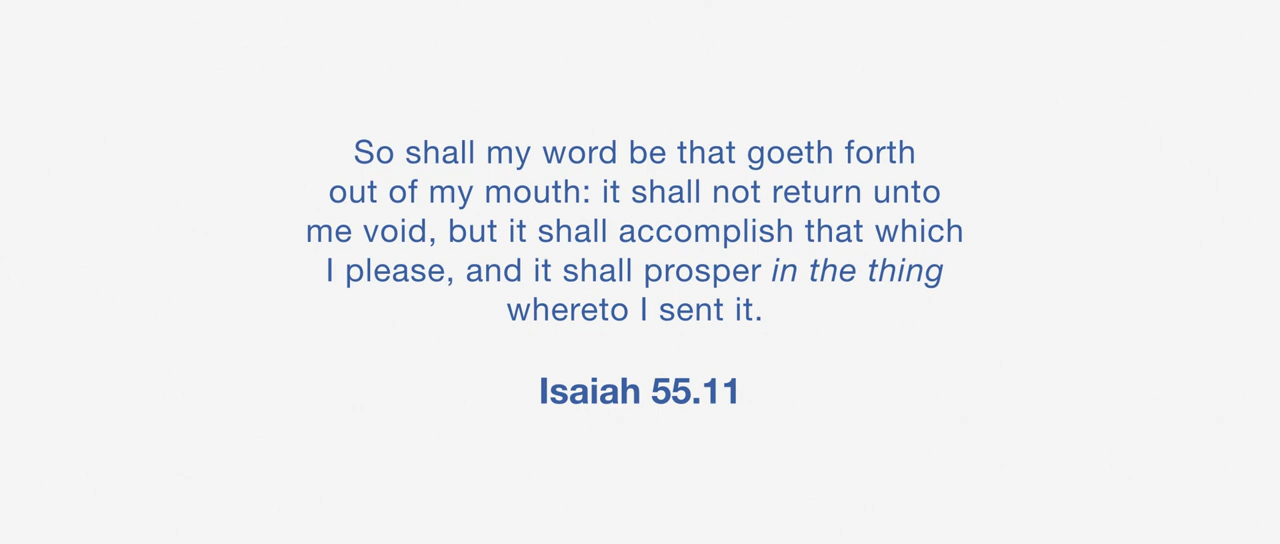 So shall my word be that goeth forth
out of my mouth: it shall not return unto
me void, but it shall accomplish that which
I please, and it shall prosper in the thing
whereto I sent it.
Isaiah 55.11